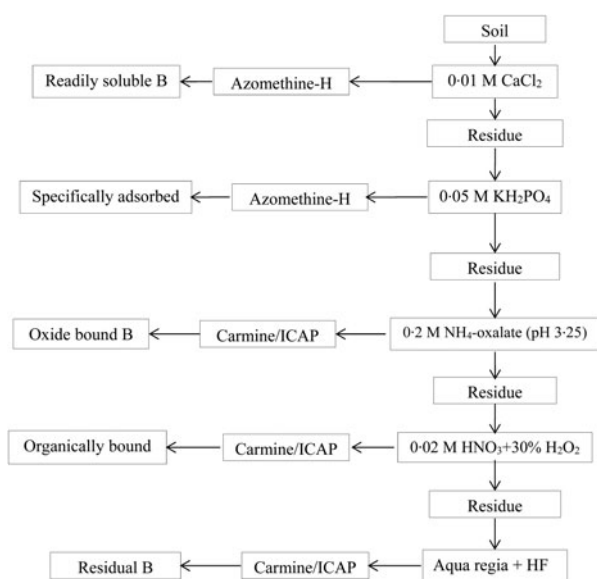 Soil
Readily soluble B
Azomethine-H
0·01 M CaCl₂
Residue
Specifically adsorbed
Azomethine-H
0·05 M KH₂PO₄
Residue
Oxide bound B
Carmine/ICAP
0·2 M NH₄-oxalate (pH 3·25)
Residue
Organically bound
Carmine/ICAP
0·02 M HNO₃+30% H₂O₂
Residue
Residual B
Carmine/ICAP
Aqua regia + HF